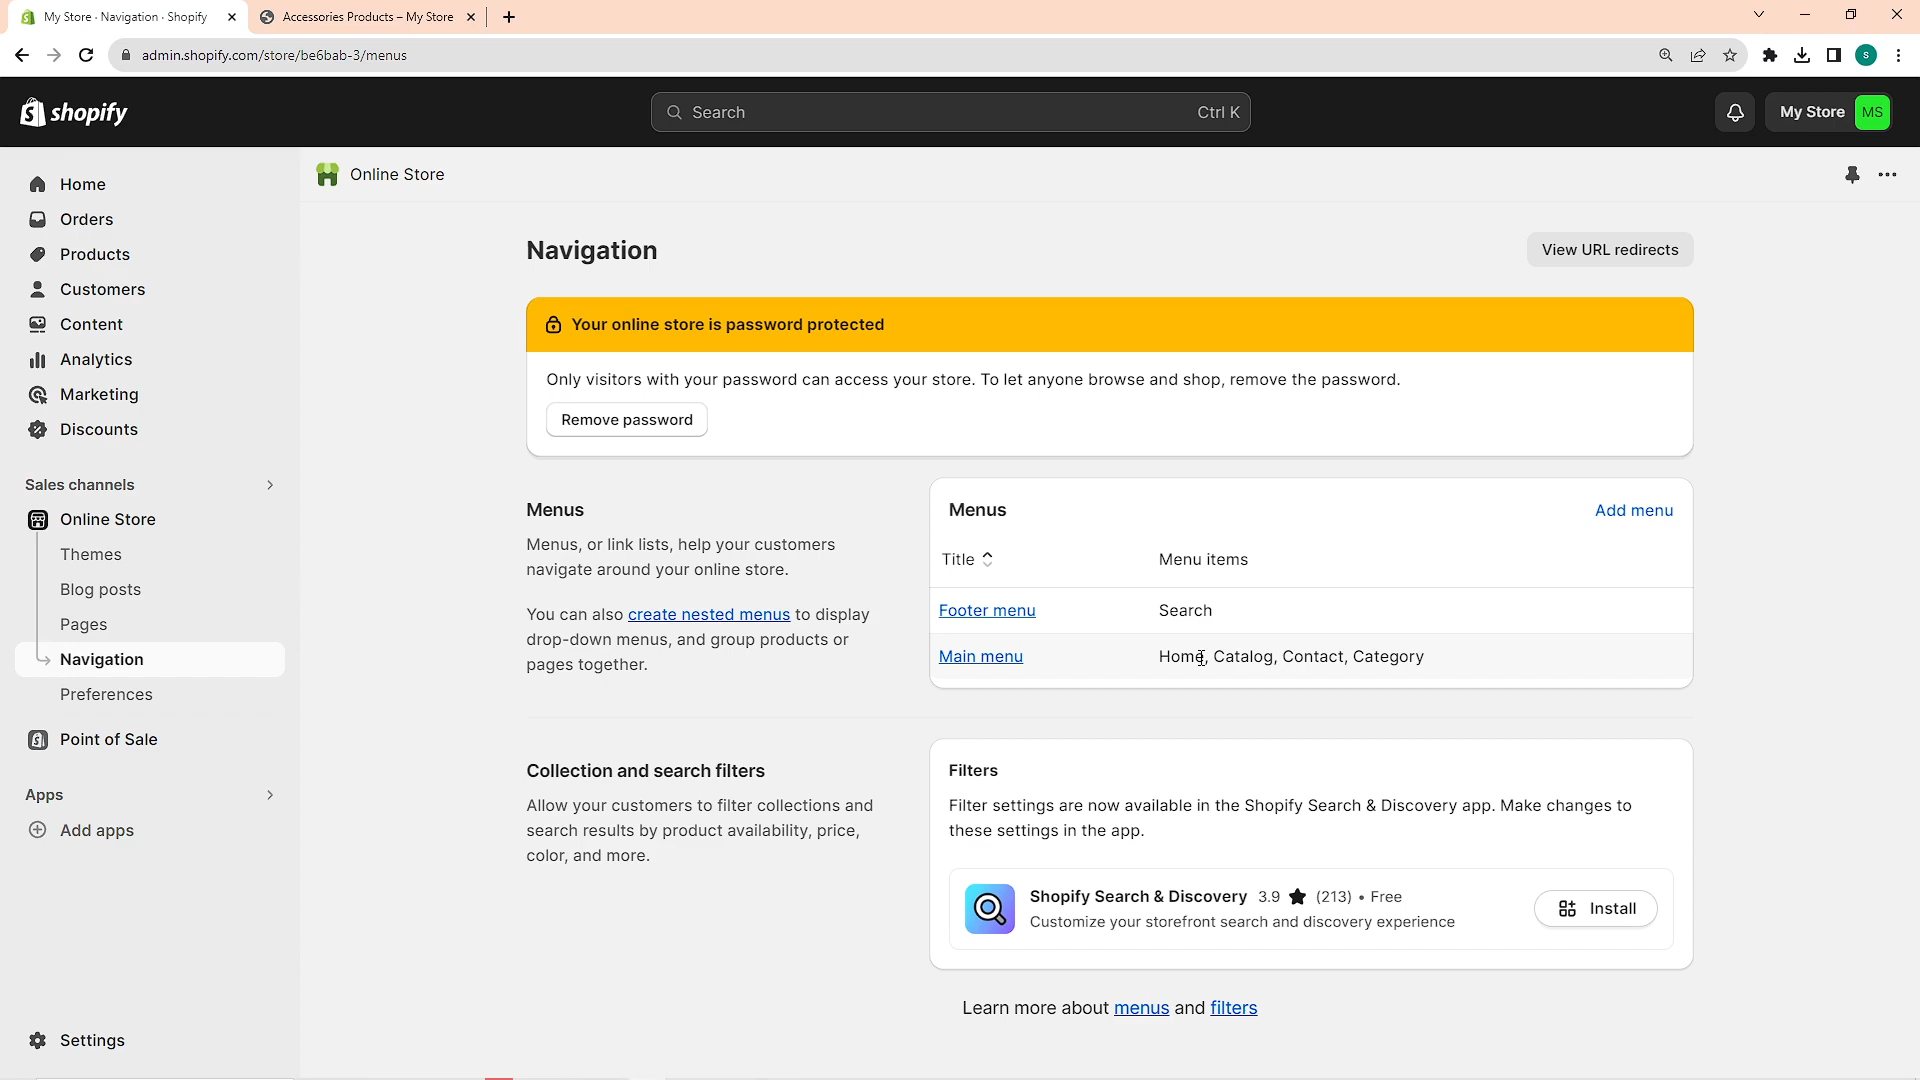 My Store · Navigation · Shopify
Accessories Products – My Store
admin.shopify.com/store/be6bab-3/menus
S
shopify
Search
Ctrl K
My Store
MS
Home
Orders
Products
Customers
Content
Analytics
Marketing
Discounts
Sales channels
Online Store
Themes
Blog posts
Pages
Navigation
Preferences
Point of Sale
Apps
Add apps
Settings
Online Store
Navigation
View URL redirects
Your online store is password protected
Only visitors with your password can access your store. To let anyone browse and shop, remove the password.
Remove password
Menus
Menus, or link lists, help your customers
navigate around your online store.
You can also create nested menus to display
drop-down menus, and group products or
pages together.
Menus
Add menu
Title
Menu items
Footer menu
Search
Main menu
Home, Catalog, Contact, Category
Collection and search filters
Allow your customers to filter collections and
search results by product availability, price,
color, and more.
Filters
Filter settings are now available in the Shopify Search & Discovery app. Make changes to
these settings in the app.
Shopify Search & Discovery 3.9 ★ (213) • Free
Customize your storefront search and discovery experience
Install
Learn more about menus and filters